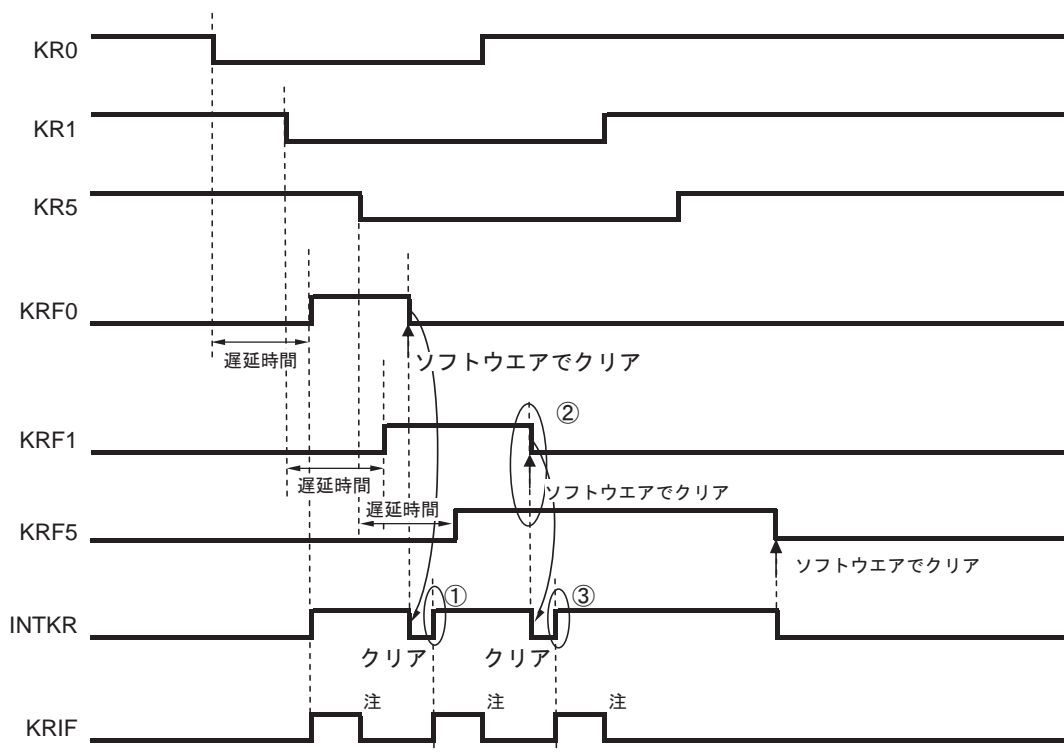 KR0
KR1
KR5
KRF0
遅延時間
ソフトウエアでクリア
KRF1
②
遅延時間
ソフトウエアでクリア
遅延時間
KRF5
ソフトウエアでクリア
INTKR
①
③
クリア
クリア
KRIF
注
注
注